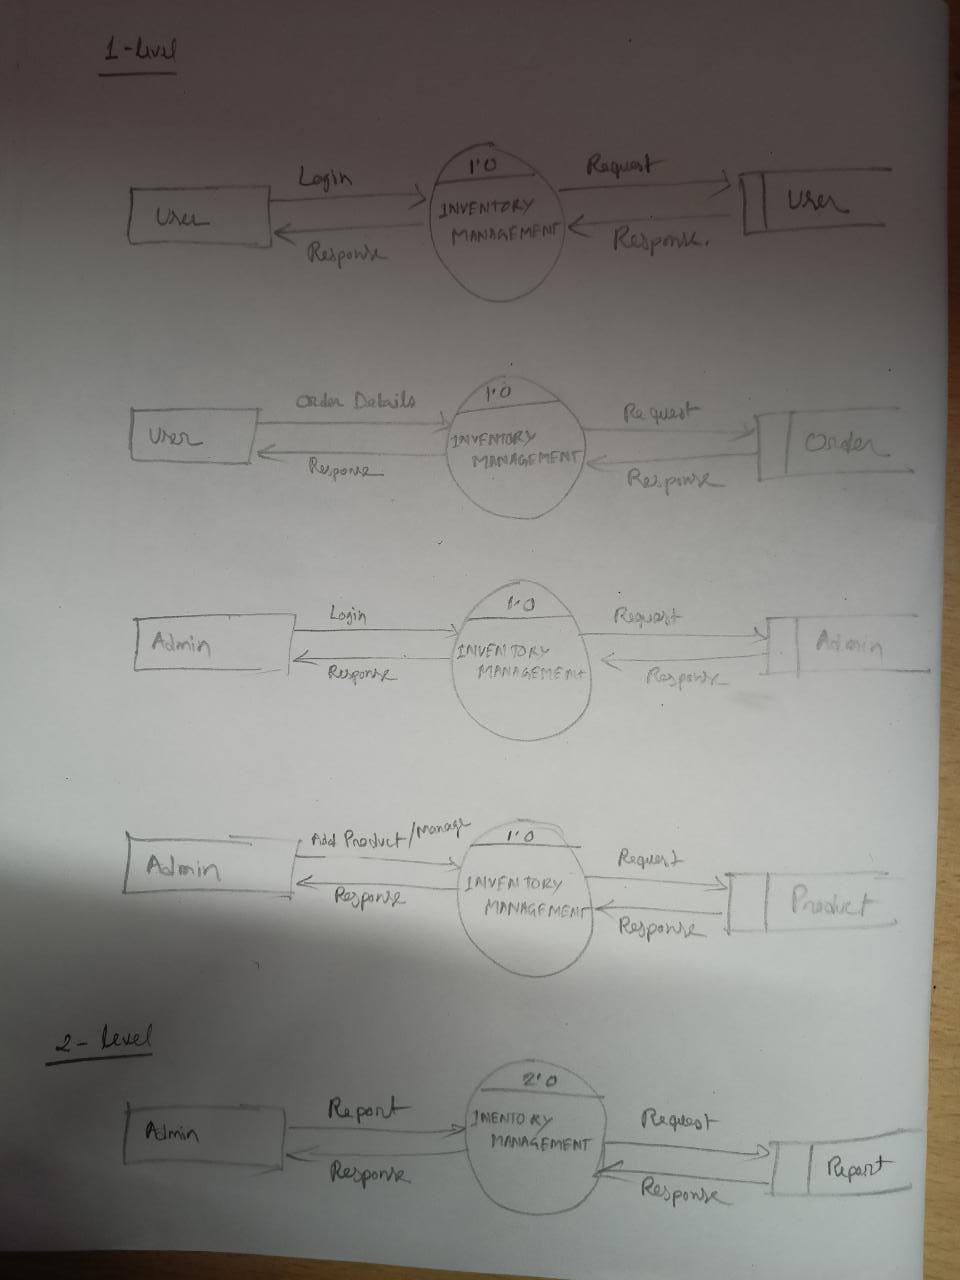 1-level
Login
1.0
Request
User
INVENTORY
MANAGEMENT
User
Response
Response.
Order Details
1.0
Request
User
INVENTORY
MANAGEMENT
Order
Response
Response
Login
1.0
Request
Admin
INVENTORY
MANAGEMENT
Admin
Response
Response
Add Product/Manage
1.0
Request
Admin
INVENTORY
MANAGEMENT
Product
Response
Response
2-level
Report
2.0
Request
Admin
INENTORY
MANAGEMENT
Report
Response
Response